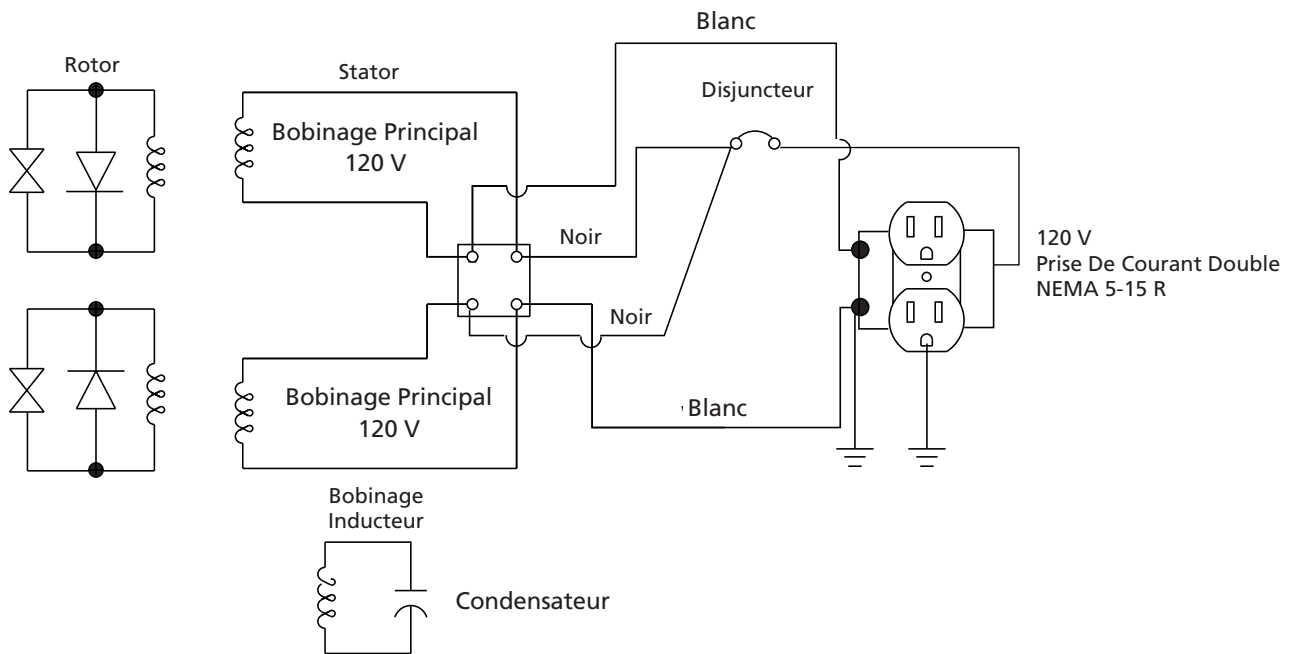 Blanc
Rotor
Stator
Disjuncteur
Bobinage Principal
120 V
Noir
120 V
Prise De Courant Double
NEMA 5-15 R
Noir
Bobinage Principal
120 V
Blanc
Bobinage
Inducteur
Condensateur